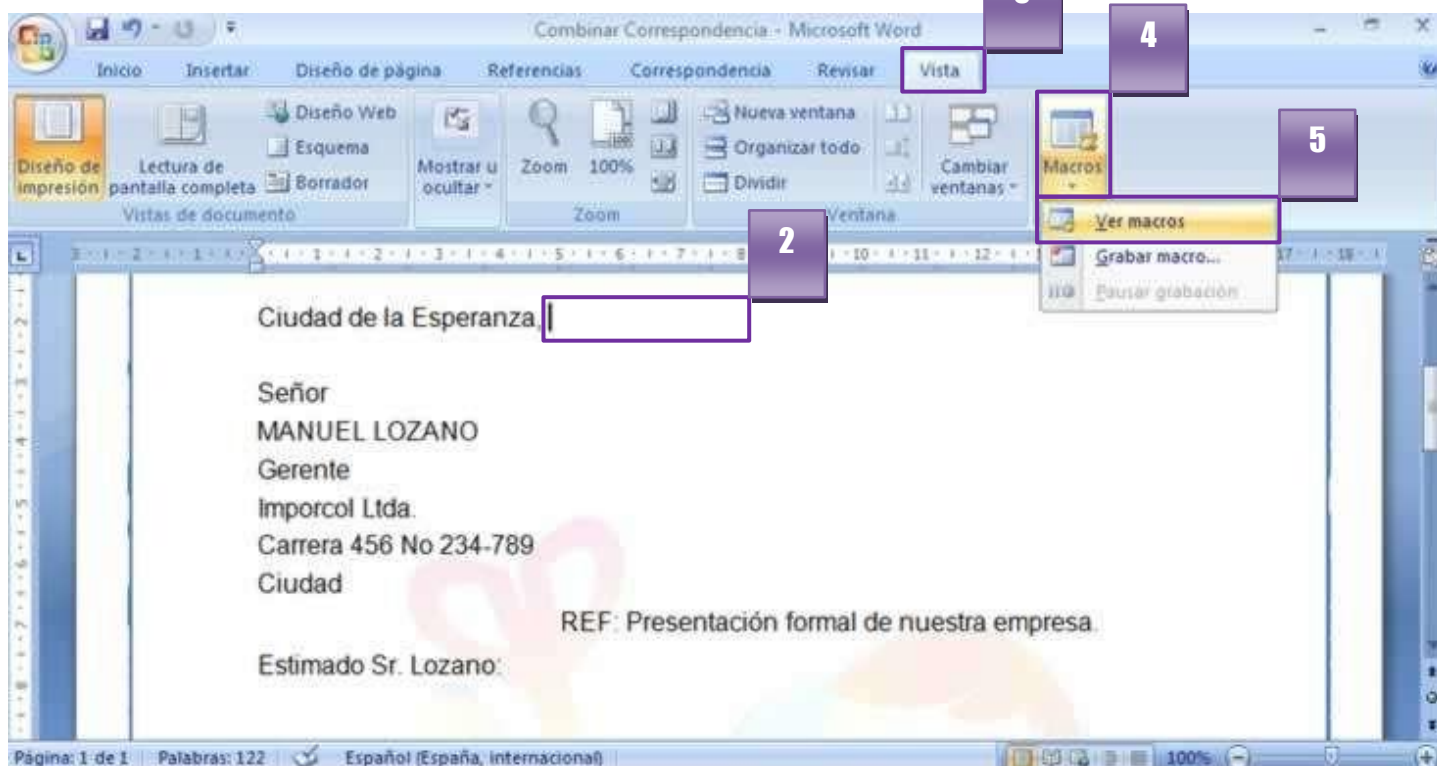 Combinar Correspondencia - Microsoft Word
4
Inicio Insertar Diseño de página Referencias Correspondencia Revisar Vista
Diseño Web Nueva ventana
Esquema Organizar todo
Borrador Dividir
5
Diseño de impresión
Lectura de pantalla completa
Mostrar u ocultar
Zoom
100%
Cambiar ventanas
Macros
Vistas de documento Zoom Ventana
Ver macros
Grabar macro...
Pausar grabación
2
Ciudad de la Esperanza,
Señor
MANUEL LOZANO
Gerente
Imporcol Ltda.
Carrera 456 No 234-789
Ciudad
REF: Presentación formal de nuestra empresa.
Estimado Sr. Lozano:
Página: 1 de 1 Palabras: 122 Español (España, internacional) 100%